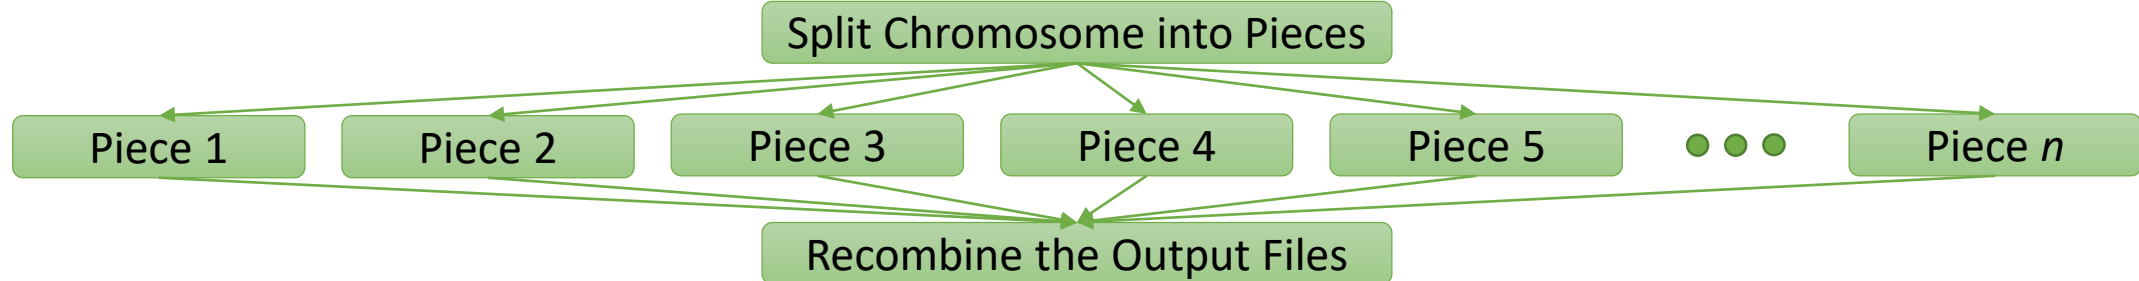 Split Chromosome into Pieces
Piece 1
Piece 2
Piece 3
Piece 4
Piece 5
Piece n
Recombine the Output Files